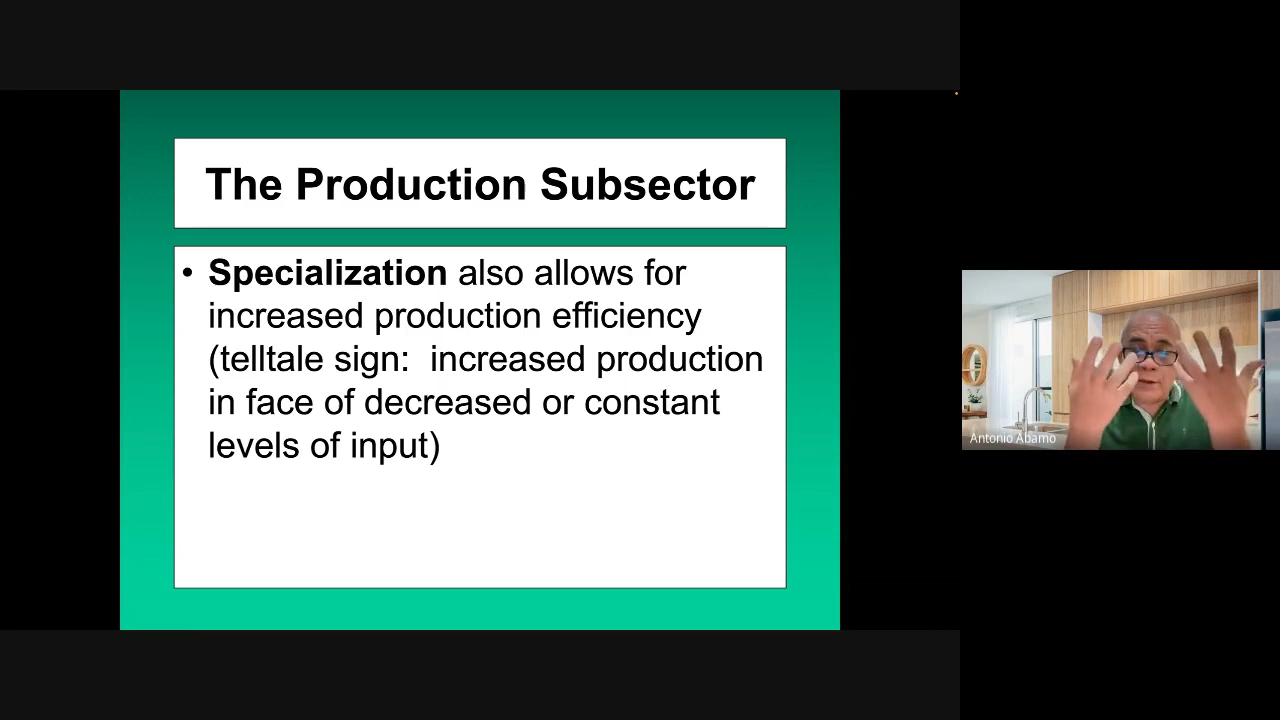 The Production Subsector
• Specialization also allows for
increased production efficiency
(telltale sign:  increased production
in face of decreased or constant
levels of input)
Antonio Abamo